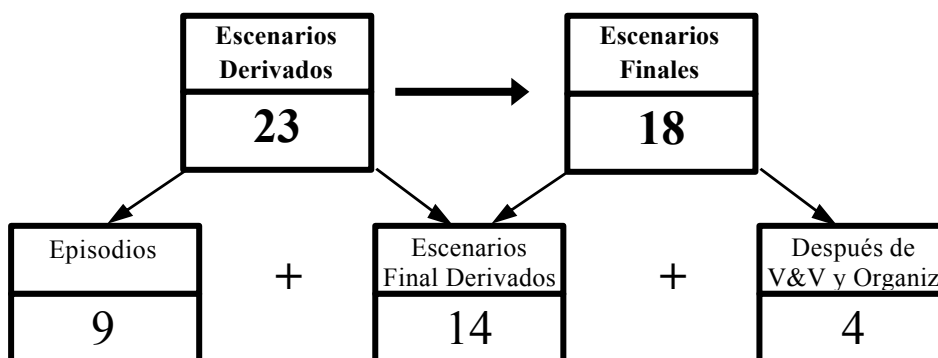 Escenarios
Derivados
23
Escenarios
Finales
18
Episodios
9
+
Escenarios
Final Derivados
14
+
Después de
V&V y Organiz
4